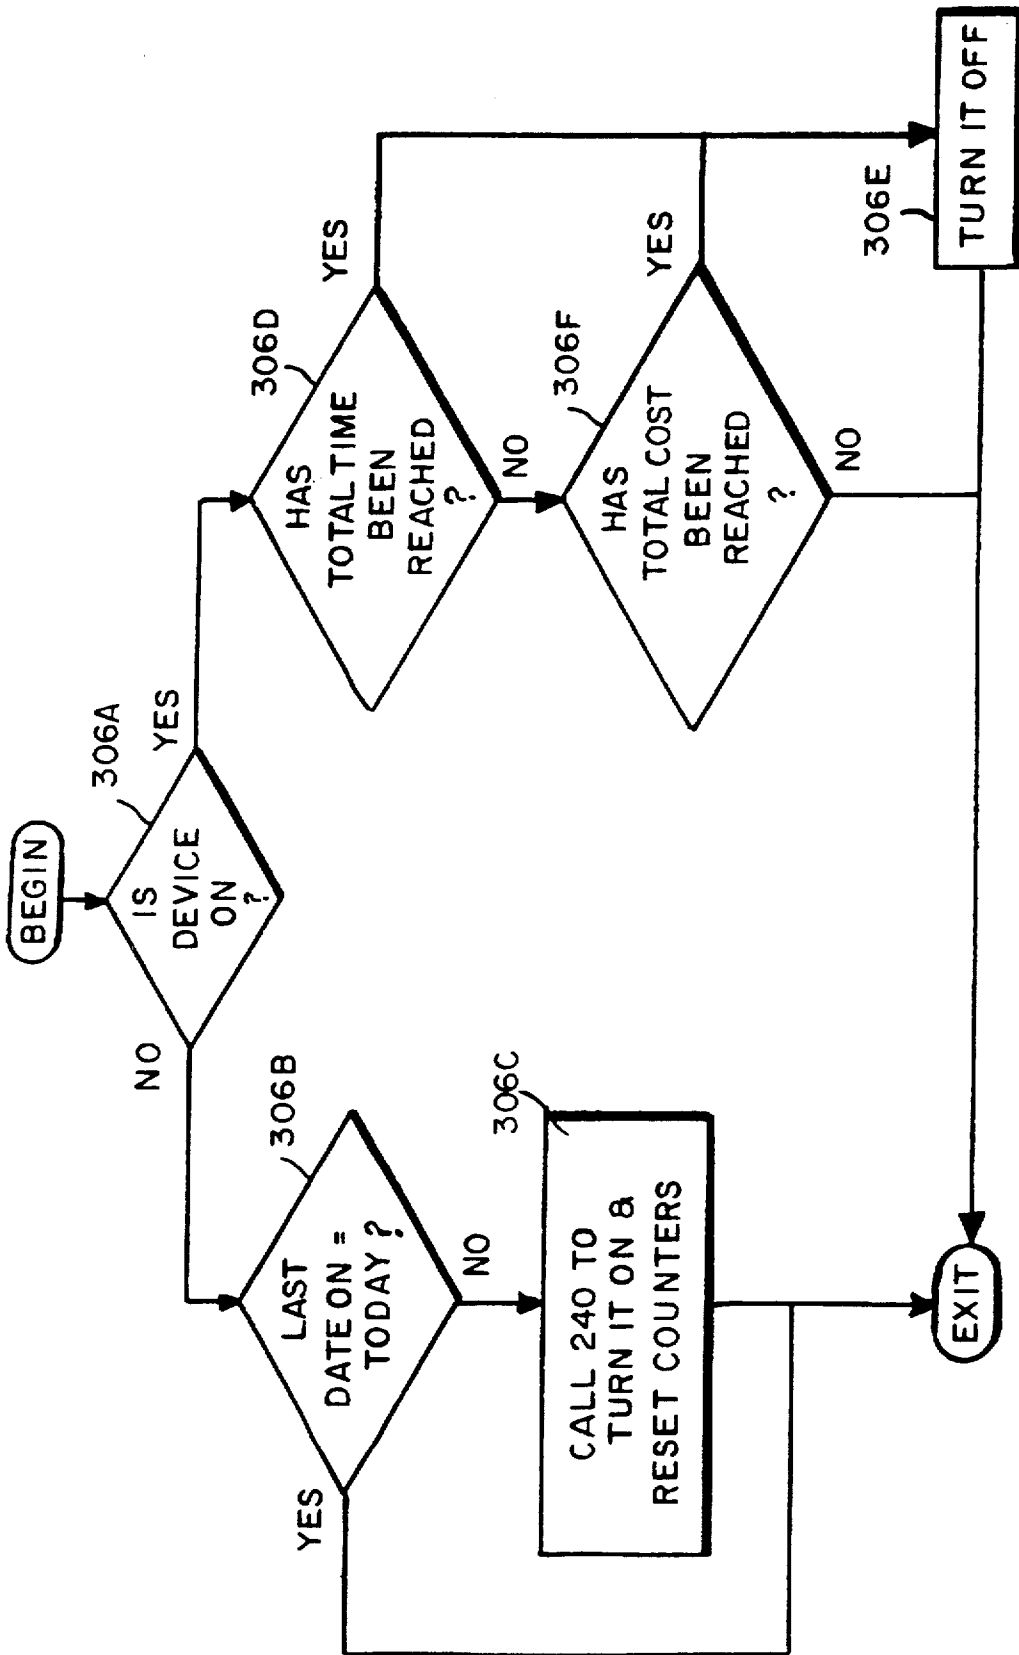 BEGIN
306A
IS
DEVICE
ON
?
NO
YES
306B
LAST
DATE ON =
TODAY ?
YES
NO
306C
CALL 240 TO
TURN IT ON &
RESET COUNTERS
306D
HAS
TOTAL TIME
BEEN
REACHED
?
YES
NO
306F
HAS
TOTAL COST
BEEN
REACHED
?
YES
NO
306E
TURN IT OFF
EXIT